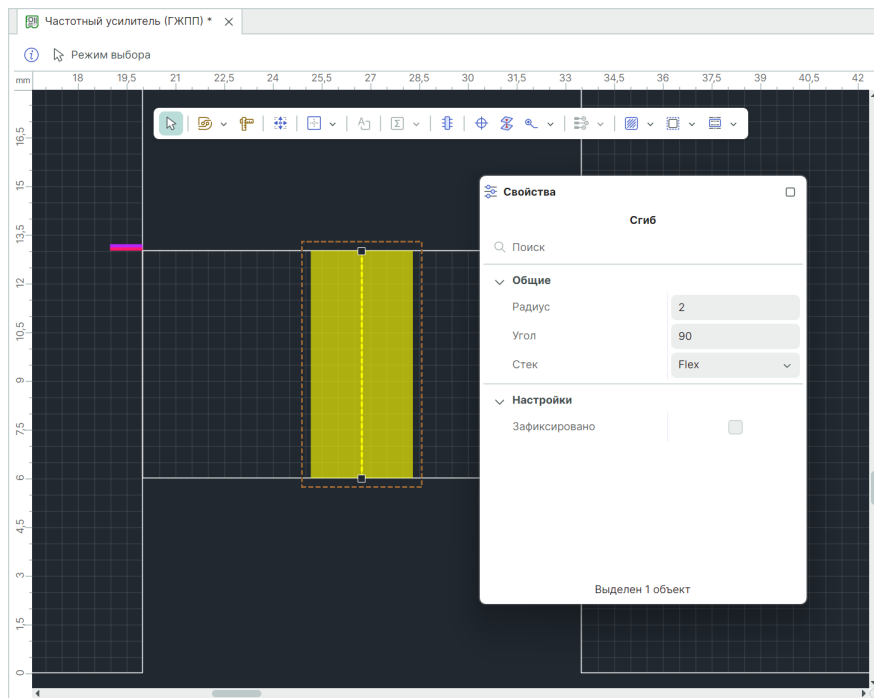 Частотный усилитель (ГЖПП) *
Режим выбора
mm 18 19,5 21 22,5 24 25,5 27 28,5 30 31,5 33 34,5 36 37,5 39 40,5 42
16,5
15
13,5
12
10,5
9
7,5
6
4,5
3
1,5
0
Свойства
Сгиб
Поиск
Общие
Радиус 2
Угол 90
Стек Flex
Настройки
Зафиксировано
Выделен 1 объект